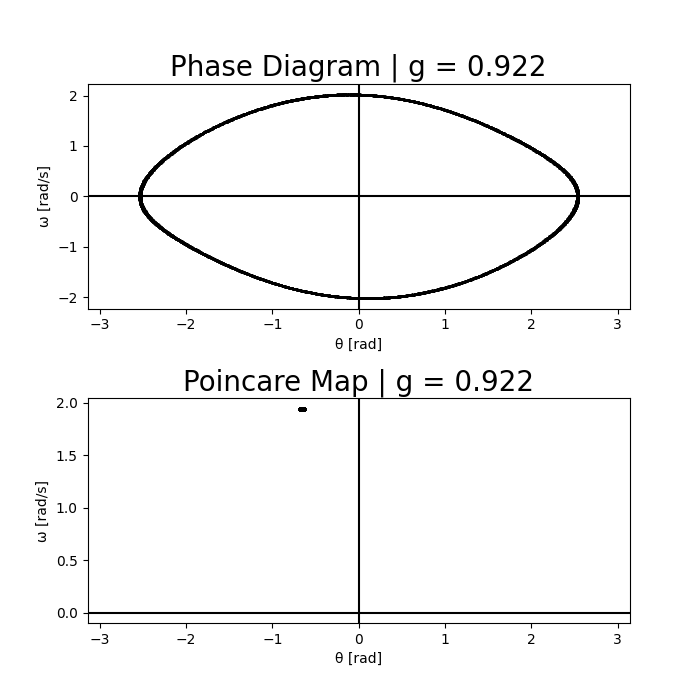 Phase Diagram | g = 0.922
2
1
0
−1
−2
ω [rad/s]
−3 −2 −1 0 1 2 3
θ [rad]
Poincare Map | g = 0.922
2.0
1.5
1.0
0.5
0.0
ω [rad/s]
−3 −2 −1 0 1 2 3
θ [rad]